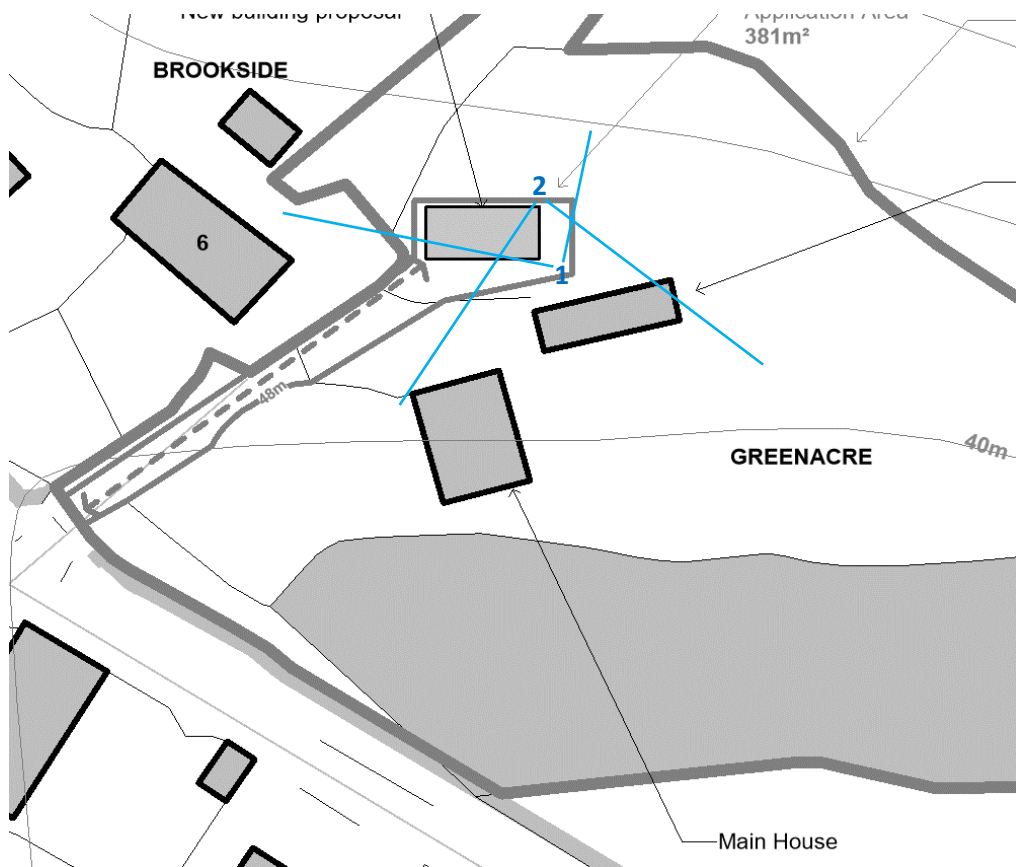 New building proposal
Application Area
381m²
BROOKSIDE
2
6
1
48m
GREENACRE
40m
Main House